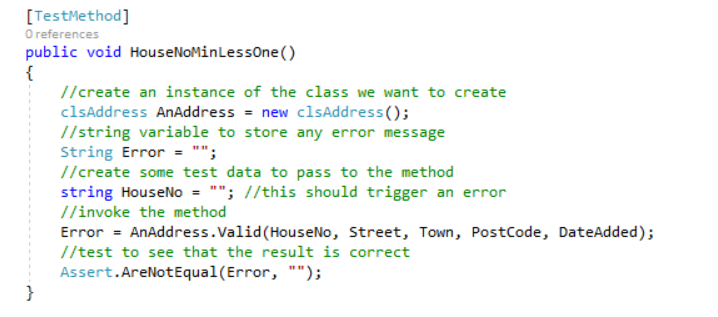 [TestMethod]
0 references
public void HouseNoMinLessOne()
{
//create an instance of the class we want to create
clsAddress AnAddress = new clsAddress();
//string variable to store any error message
String Error = "";
//create some test data to pass to the method
string HouseNo = ""; //this should trigger an error
//invoke the method
Error = AnAddress.Valid(HouseNo, Street, Town, PostCode, DateAdded);
//test to see that the result is correct
Assert.AreNotEqual(Error, "");
}